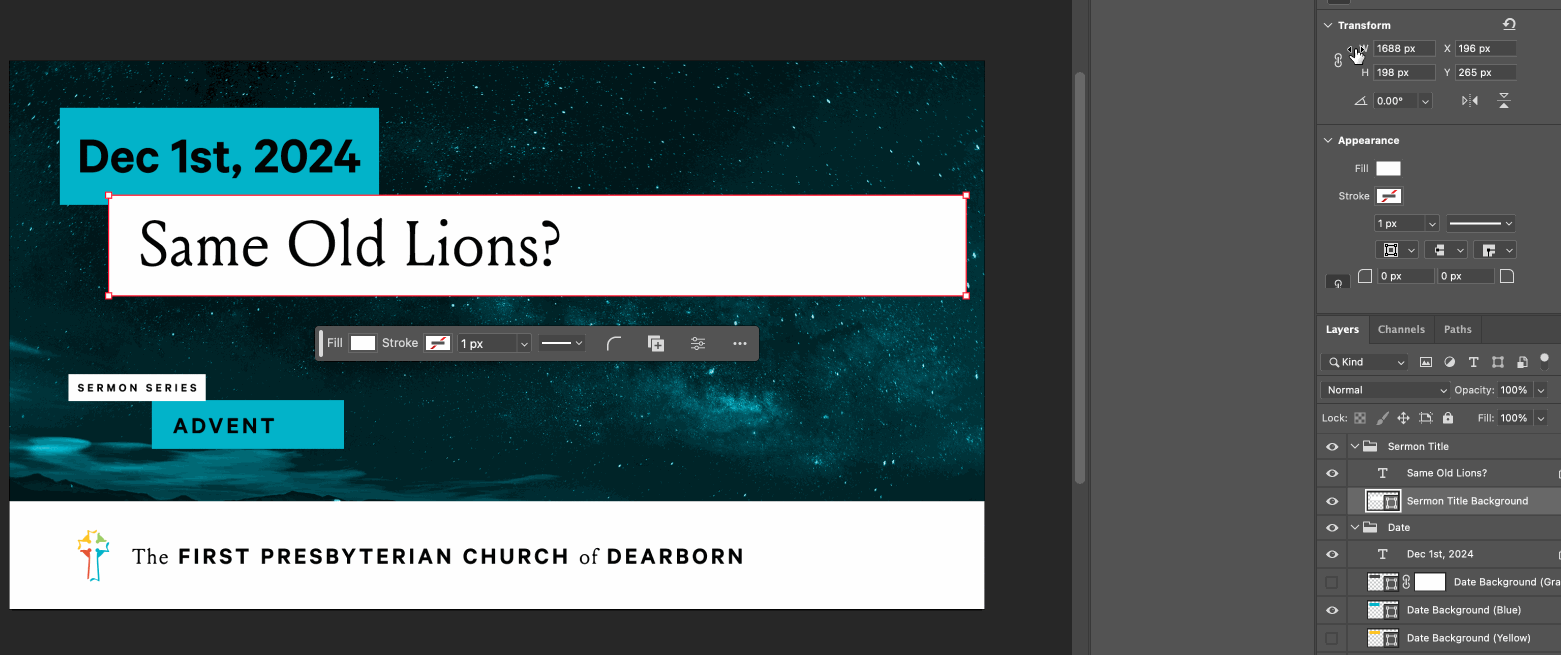 Transform
W 1688 px X 196 px
H 198 px Y 265 px
0.00°
Appearance
Fill
Stroke
1 px
0 px 0 px
Dec 1st, 2024
Same Old Lions?
Fill Stroke 1 px
SERMON SERIES
ADVENT
The FIRST PRESBYTERIAN CHURCH of DEARBORN
Layers Channels Paths
Kind
Normal Opacity: 100%
Lock: Fill: 100%
Sermon Title
T Same Old Lions?
Sermon Title Background
Date
T Dec 1st, 2024
Date Background (Gra
Date Background (Blue)
Date Background (Yellow)